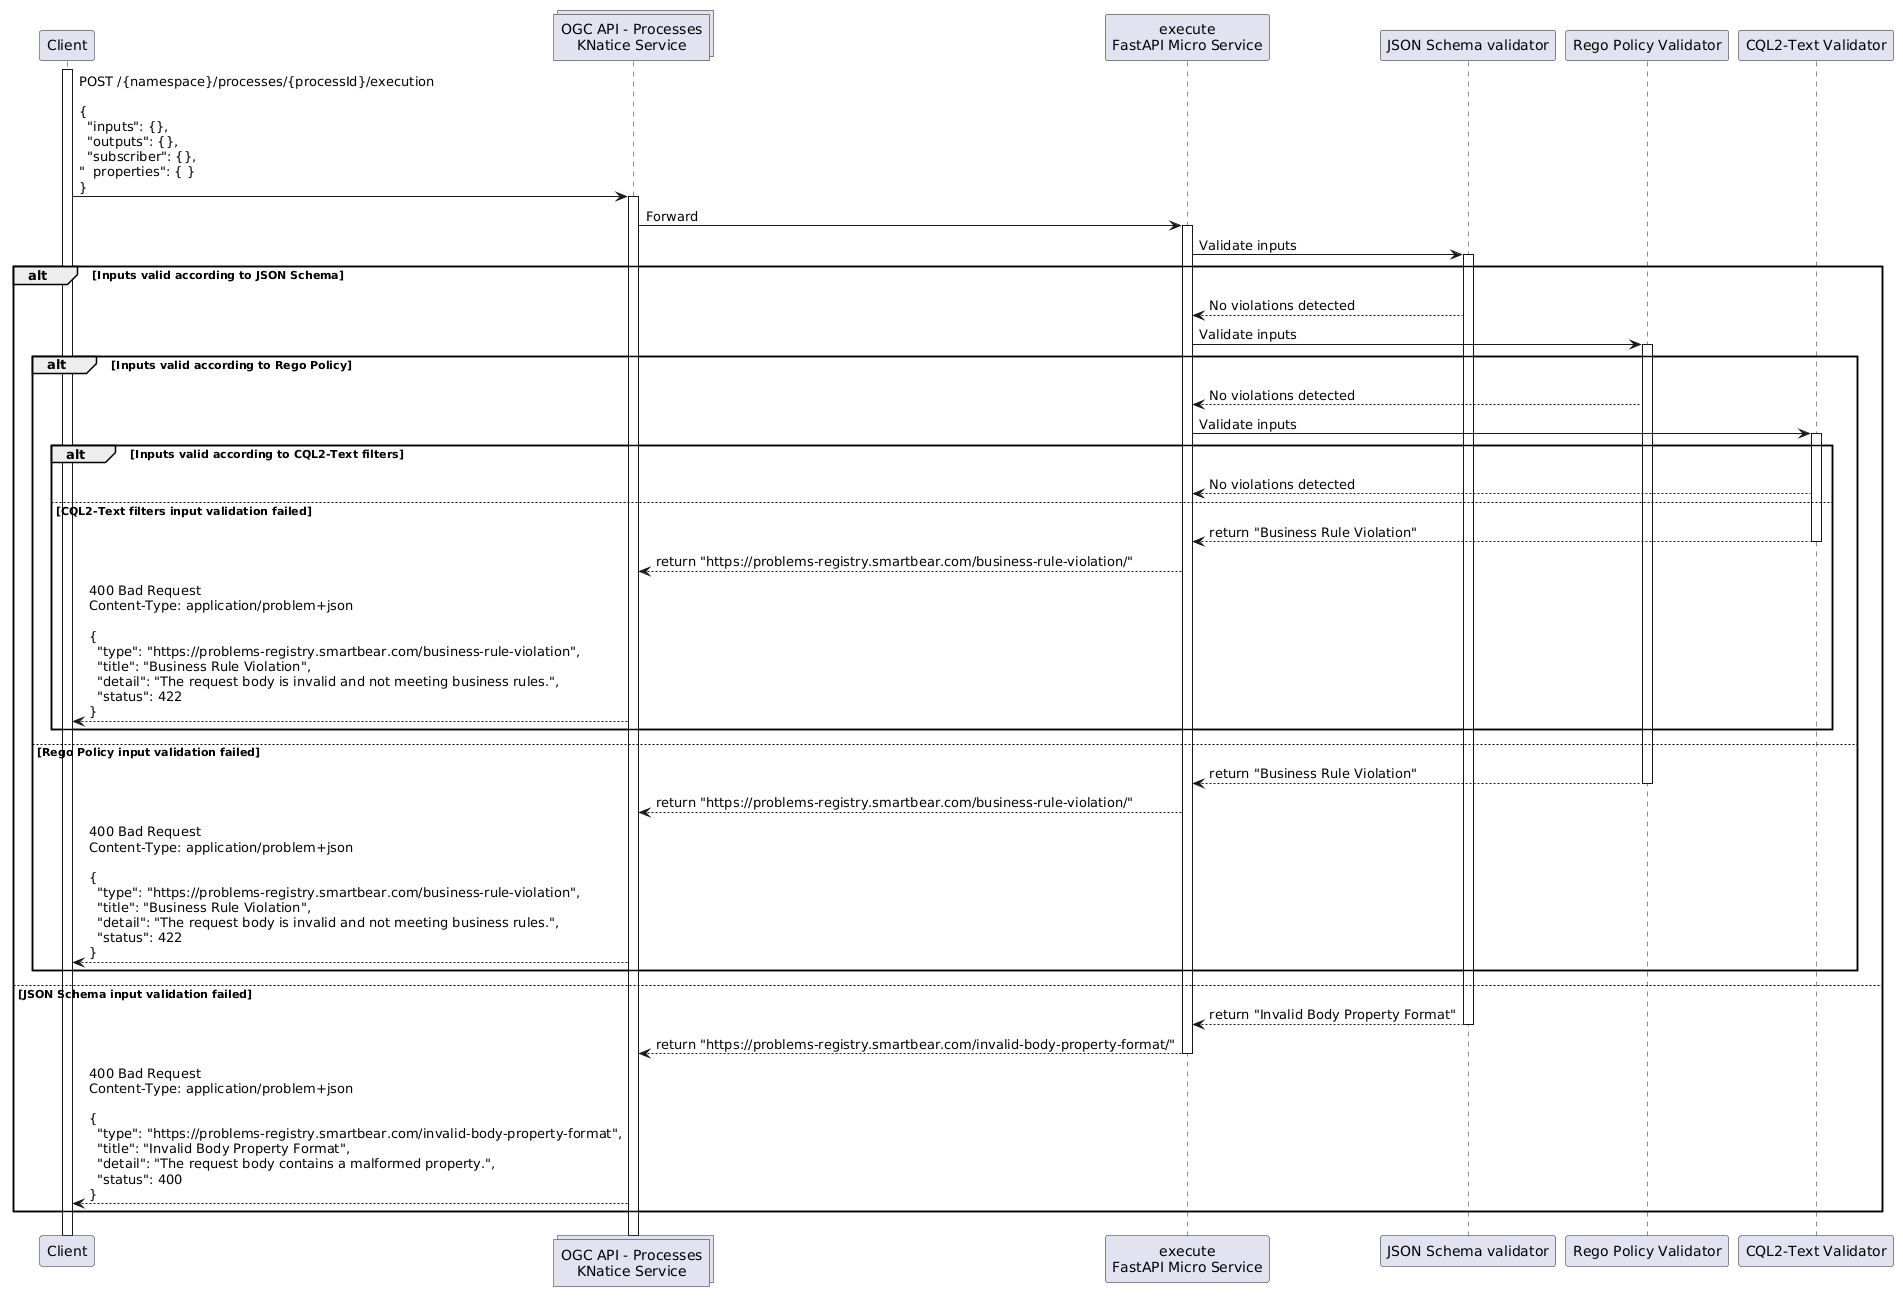 Client
OGC API - Processes
KNatice Service
execute
FastAPI Micro Service
JSON Schema validator
Rego Policy Validator
CQL2-Text Validator
POST /{namespace}/processes/{processId}/execution
{
"inputs": {},
"outputs": {},
"subscriber": {},
"  properties": { }
}
Forward
Validate inputs
alt [Inputs valid according to JSON Schema]
No violations detected
Validate inputs
alt [Inputs valid according to Rego Policy]
No violations detected
Validate inputs
alt [Inputs valid according to CQL2-Text filters]
No violations detected
[CQL2-Text filters input validation failed]
return "Business Rule Violation"
return "https://problems-registry.smartbear.com/business-rule-violation/"
400 Bad Request
Content-Type: application/problem+json
{
"type": "https://problems-registry.smartbear.com/business-rule-violation",
"title": "Business Rule Violation",
"detail": "The request body is invalid and not meeting business rules.",
"status": 422
}
[Rego Policy input validation failed]
return "Business Rule Violation"
return "https://problems-registry.smartbear.com/business-rule-violation/"
400 Bad Request
Content-Type: application/problem+json
{
"type": "https://problems-registry.smartbear.com/business-rule-violation",
"title": "Business Rule Violation",
"detail": "The request body is invalid and not meeting business rules.",
"status": 422
}
[JSON Schema input validation failed]
return "Invalid Body Property Format"
return "https://problems-registry.smartbear.com/invalid-body-property-format/"
400 Bad Request
Content-Type: application/problem+json
{
"type": "https://problems-registry.smartbear.com/invalid-body-property-format",
"title": "Invalid Body Property Format",
"detail": "The request body contains a malformed property.",
"status": 400
}
Client
OGC API - Processes
KNatice Service
execute
FastAPI Micro Service
JSON Schema validator
Rego Policy Validator
CQL2-Text Validator